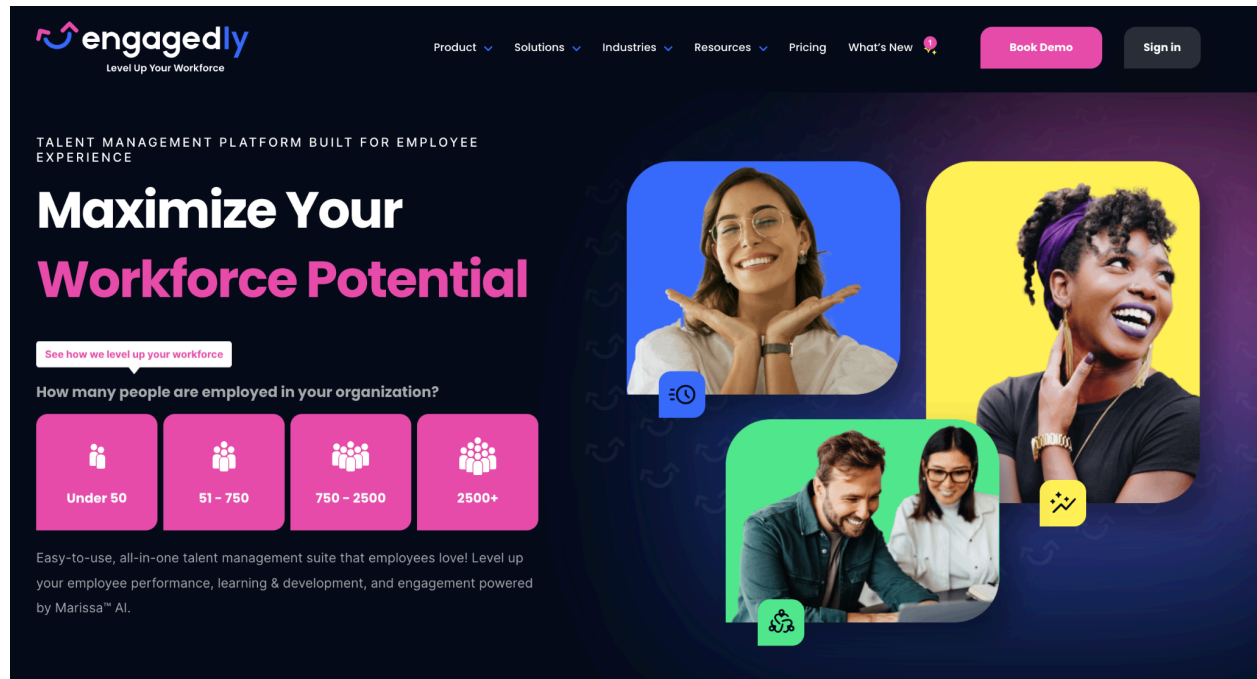 engagedly
Level Up Your Workforce
Product
Solutions
Industries
Resources
Pricing
What's New
1
Book Demo
Sign in
TALENT MANAGEMENT PLATFORM BUILT FOR EMPLOYEE
EXPERIENCE
Maximize Your
Workforce Potential
See how we level up your workforce
How many people are employed in your organization?
Under 50
51 - 750
750 - 2500
2500+
Easy-to-use, all-in-one talent management suite that employees love! Level up
your employee performance, learning & development, and engagement powered
by Marissa™ AI.